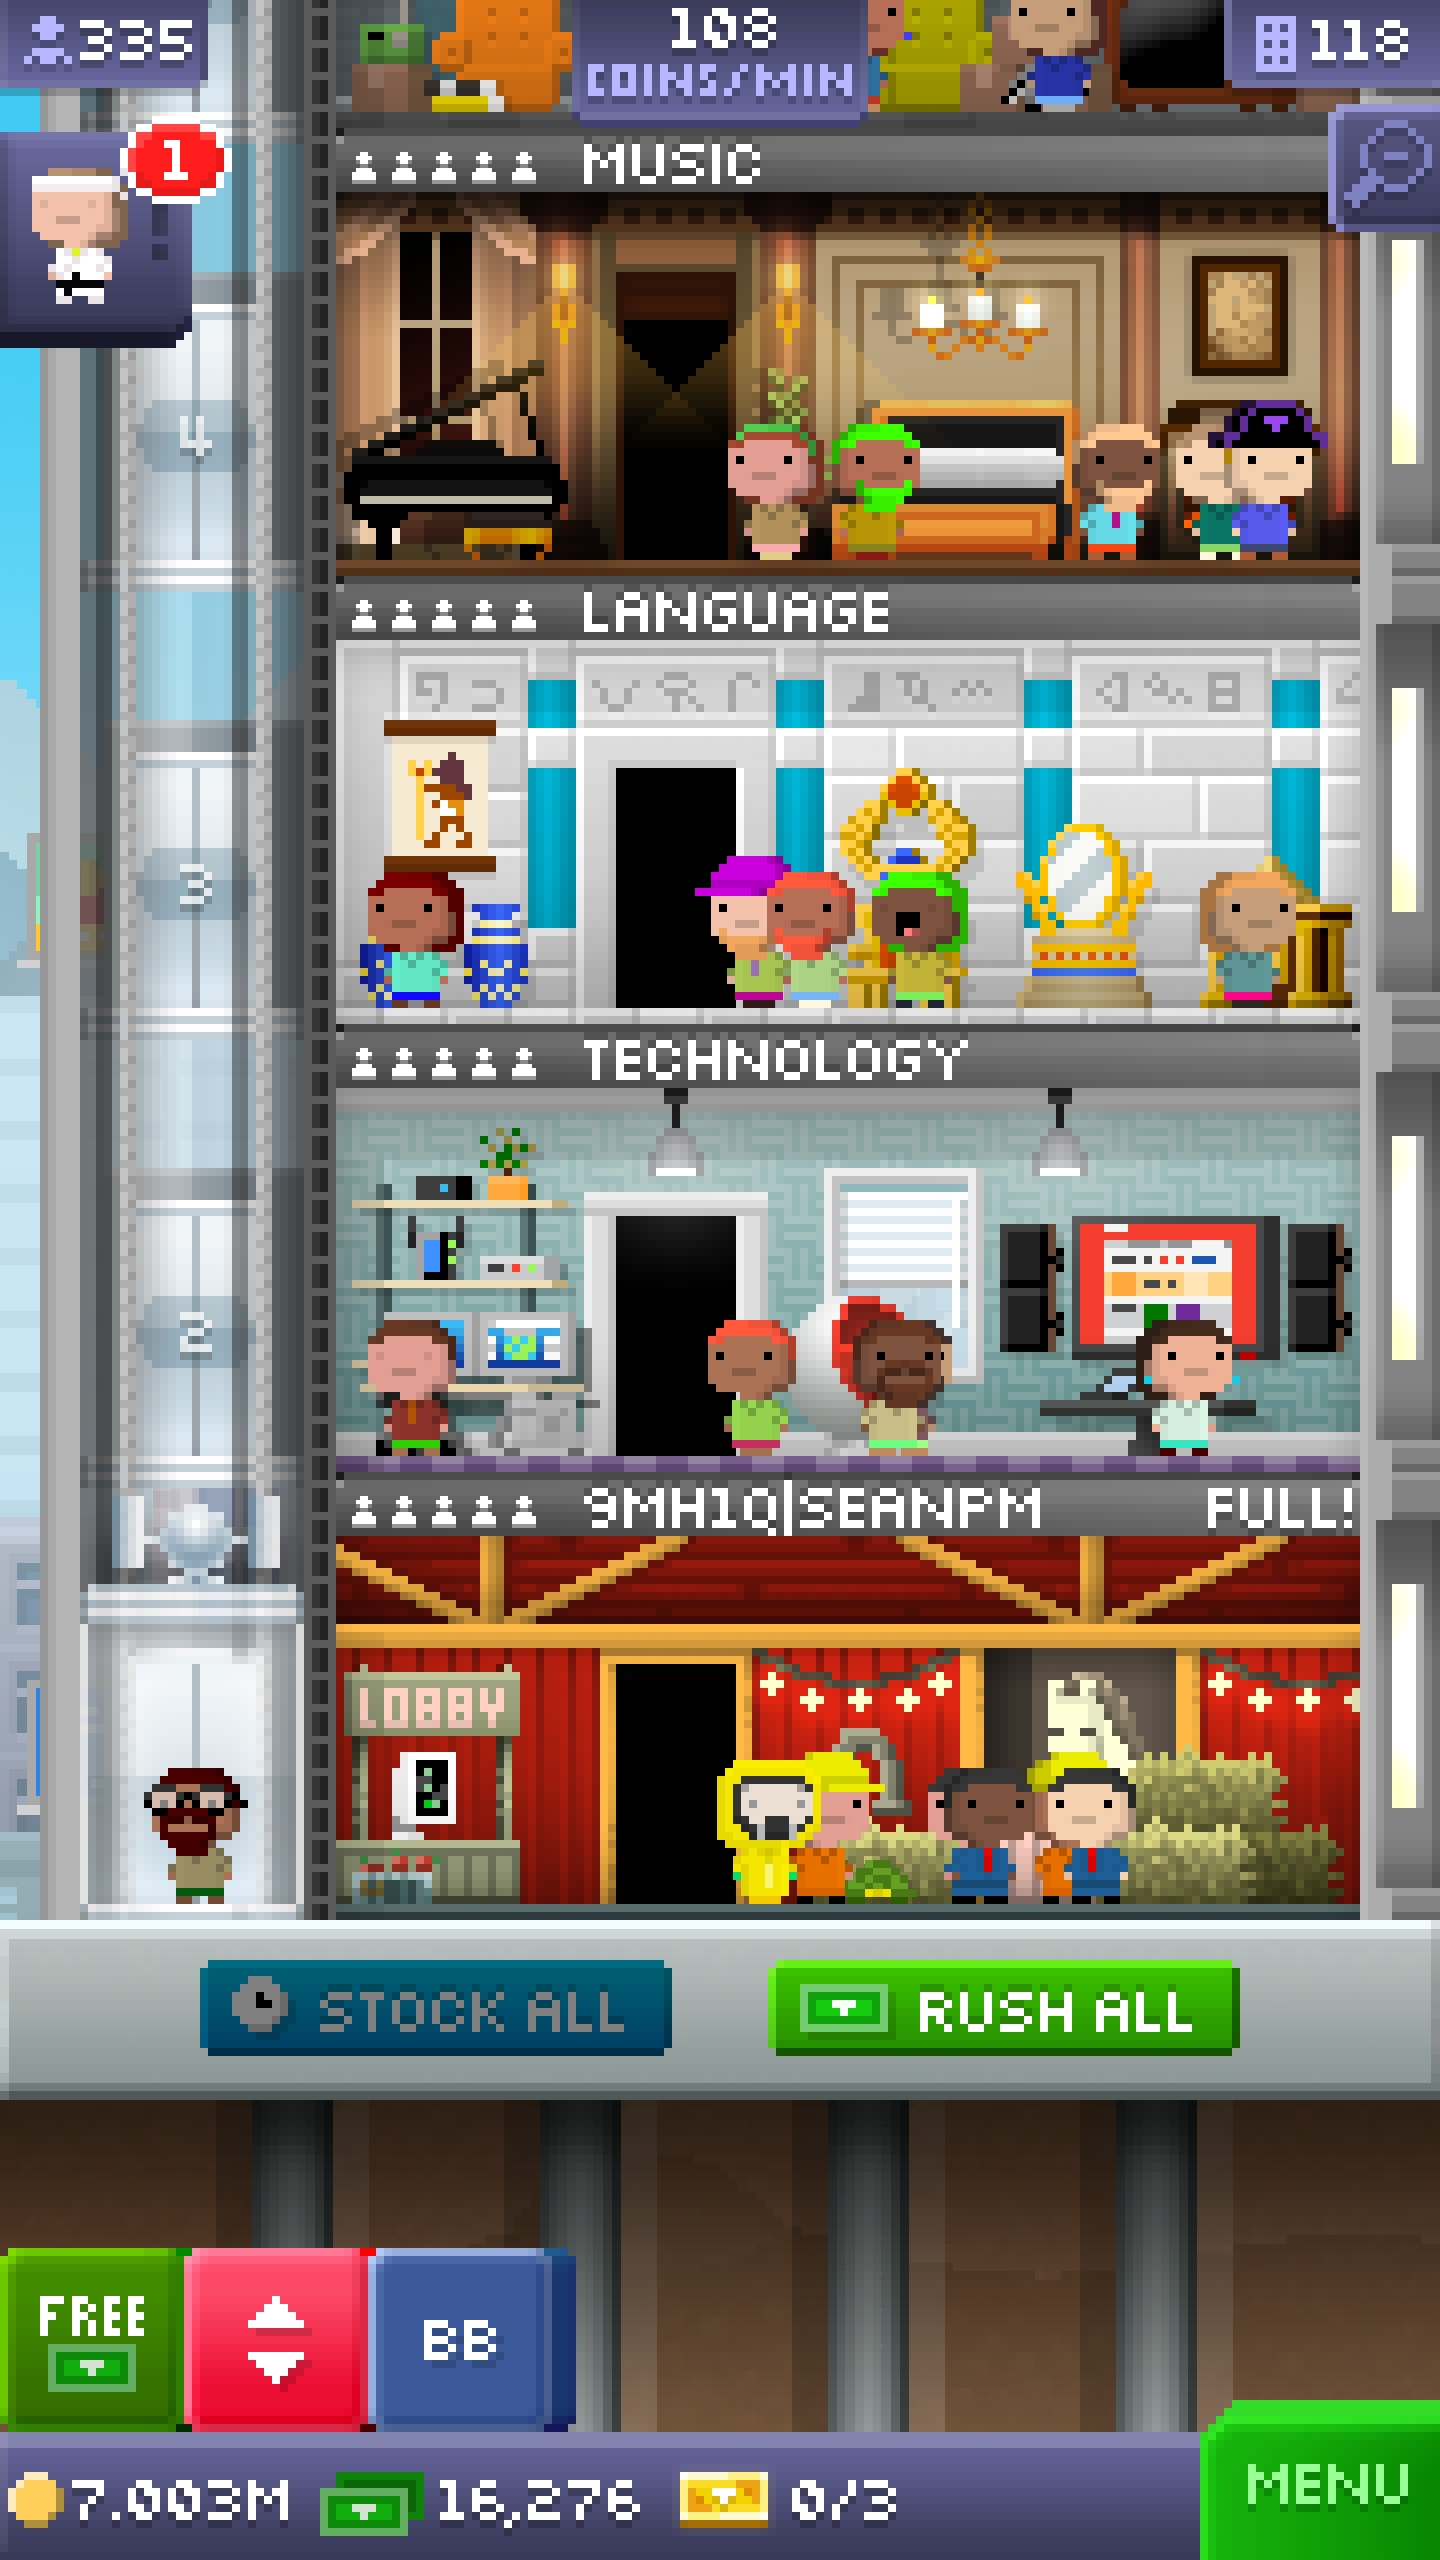 335
108
COINS/MIN
118
1
MUSIC
4
LANGUAGE
3
TECHNOLOGY
2
9MH1Q|SEANPM FULL!
LOBBY
STOCK ALL
RUSH ALL
FREE
BB
7.003M
16,276
0/3
MENU